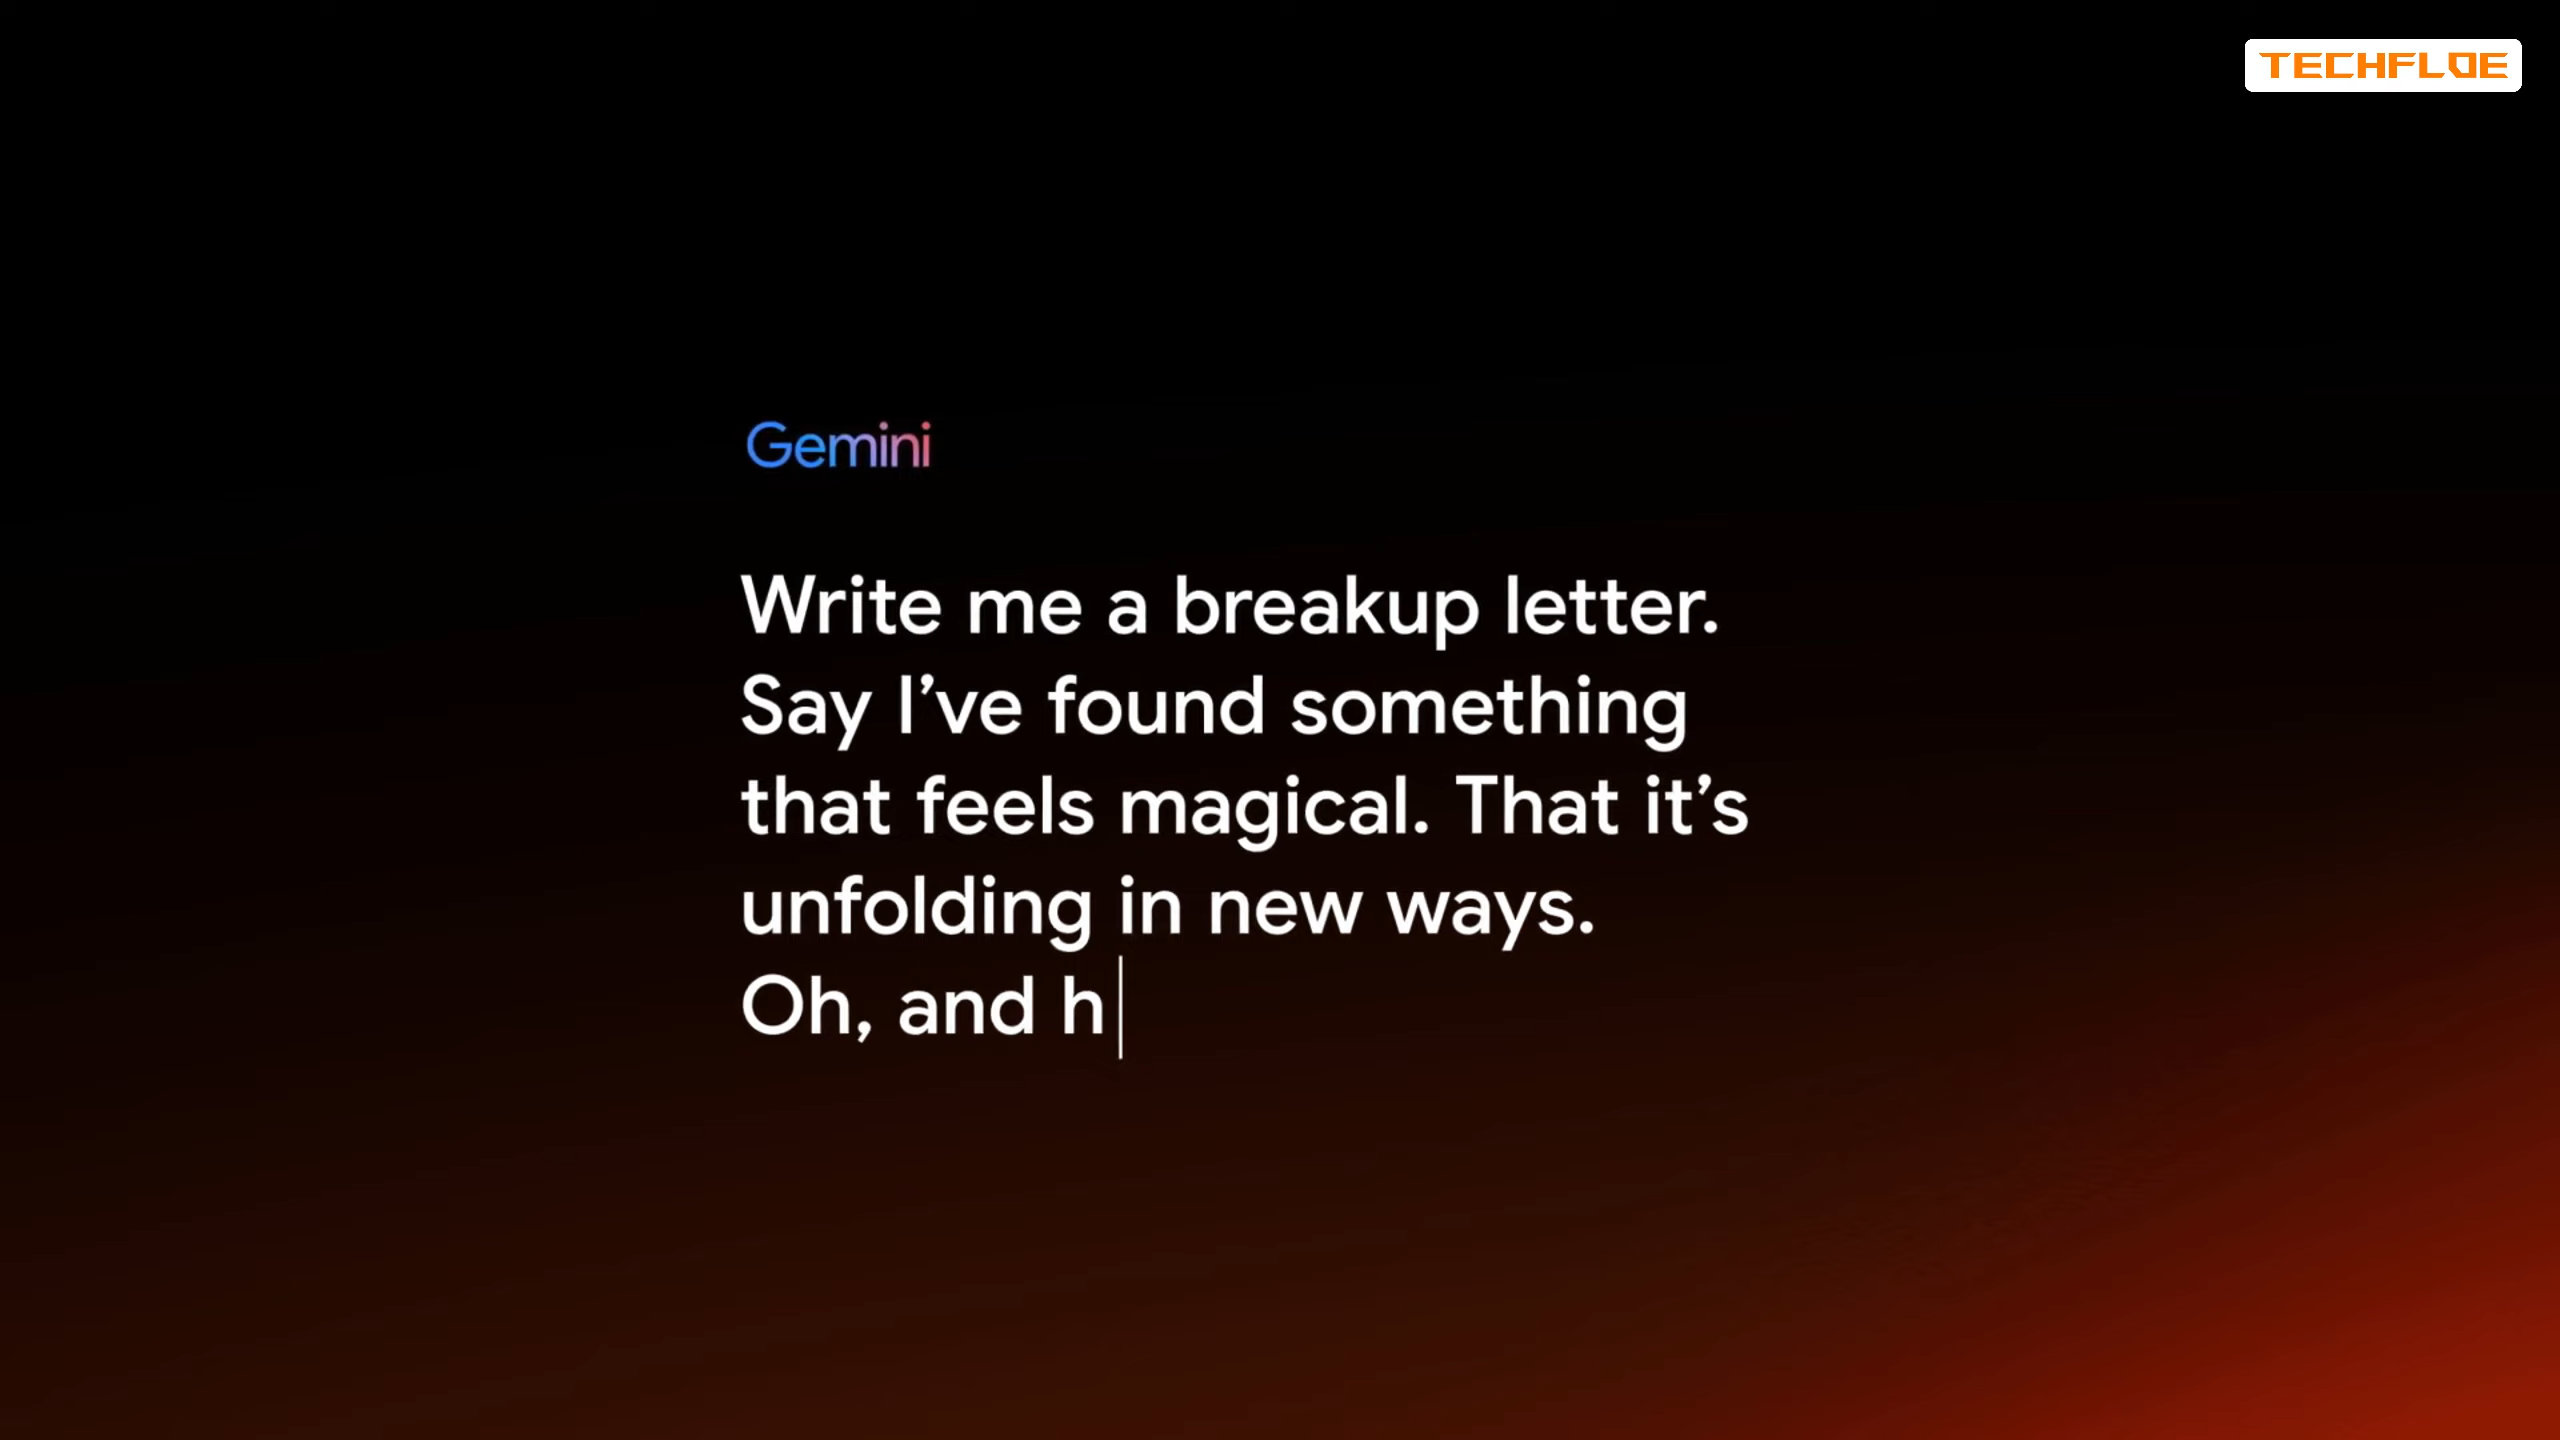 TECHFLOE
Gemini
Write me a breakup letter.
Say I’ve found something
that feels magical. That it’s
unfolding in new ways.
Oh, and h